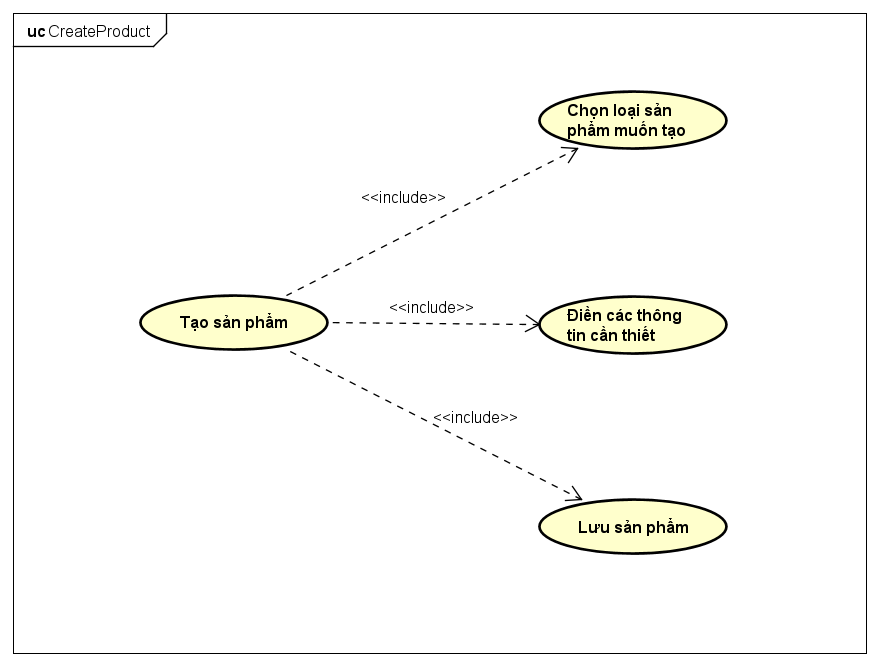 uc CreateProduct
Chọn loại sản
phẩm muốn tạo
<<include>>
<<include>>
Tạo sản phẩm
Điền các thông
tin cần thiết
<<include>>
Lưu sản phẩm